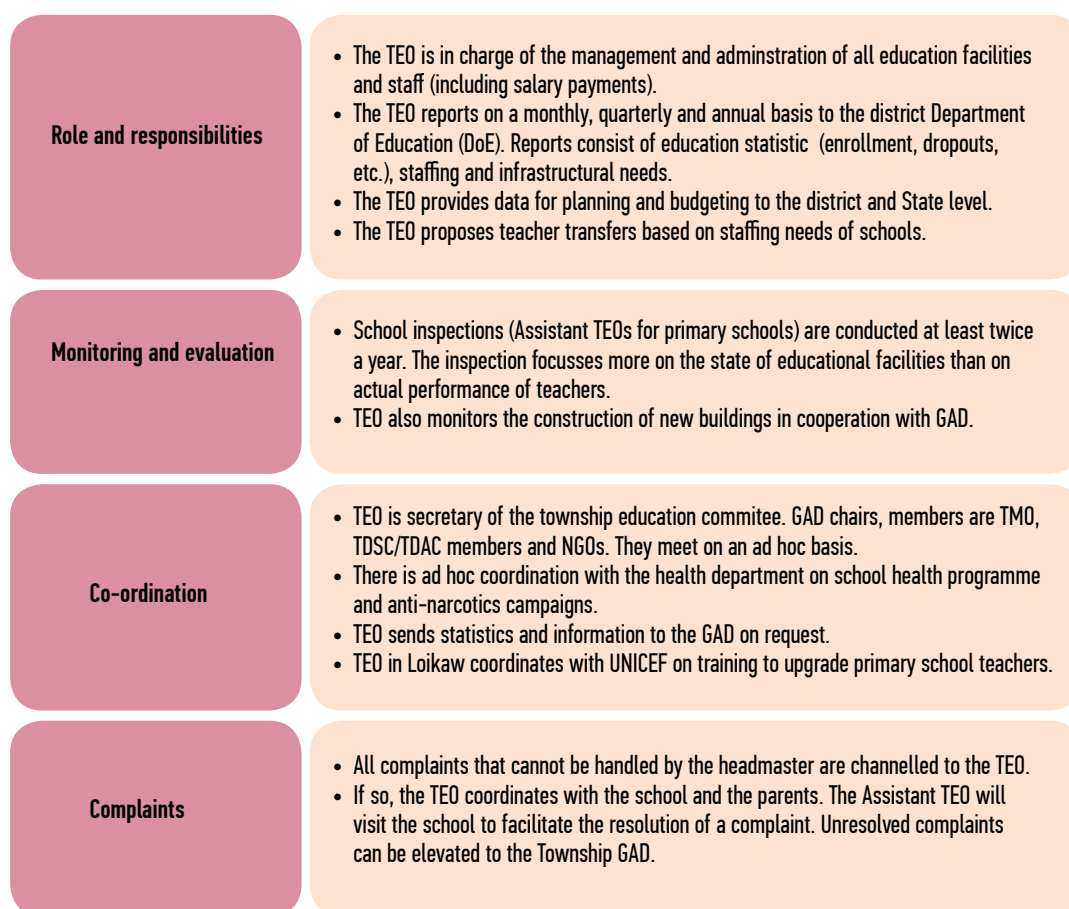 Role and responsibilities
• The TEO is in charge of the management and adminstration of all education facilities
and staff (including salary payments).
• The TEO reports on a monthly, quarterly and annual basis to the district Department
of Education (DoE). Reports consist of education statistic (enrollment, dropouts,
etc.), staffing and infrastructural needs.
• The TEO provides data for planning and budgeting to the district and State level.
• The TEO proposes teacher transfers based on staffing needs of schools.
Monitoring and evaluation
• School inspections (Assistant TEOs for primary schools) are conducted at least twice
a year. The inspection focusses more on the state of educational facilities than on
actual performance of teachers.
• TEO also monitors the construction of new buildings in cooperation with GAD.
Co-ordination
• TEO is secretary of the township education commitee. GAD chairs, members are TMO,
TDSC/TDAC members and NGOs. They meet on an ad hoc basis.
• There is ad hoc coordination with the health department on school health programme
and anti-narcotics campaigns.
• TEO sends statistics and information to the GAD on request.
• TEO in Loikaw coordinates with UNICEF on training to upgrade primary school teachers.
Complaints
• All complaints that cannot be handled by the headmaster are channelled to the TEO.
• If so, the TEO coordinates with the school and the parents. The Assistant TEO will
visit the school to facilitate the resolution of a complaint. Unresolved complaints
can be elevated to the Township GAD.